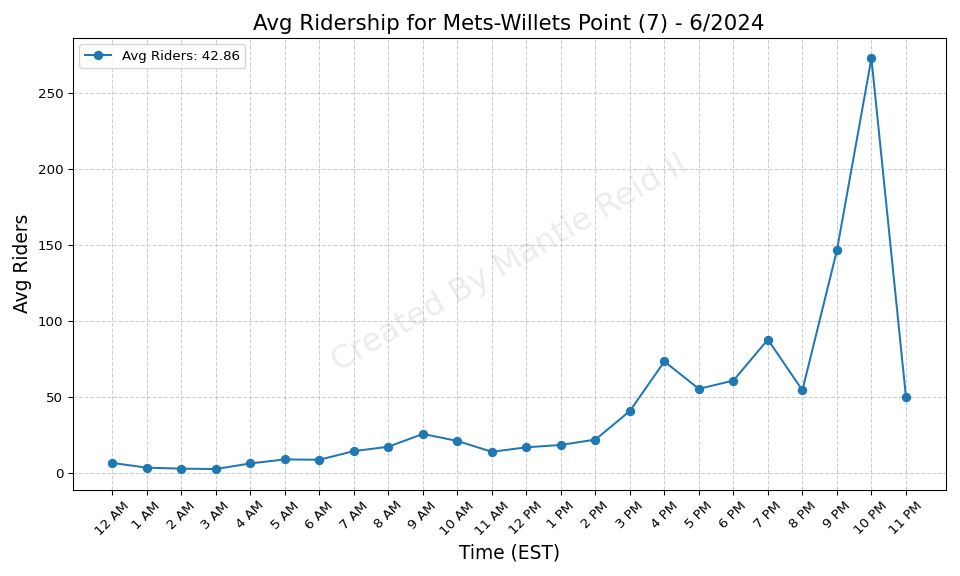 Avg Ridership for Mets-Willets Point (7) - 6/2024
Avg Riders: 42.86
250
200
150
100
50
0
Avg Riders
Created By Mantie Reid II
12 AM
1 AM
2 AM
3 AM
4 AM
5 AM
6 AM
7 AM
8 AM
9 AM
10 AM
11 AM
12 PM
1 PM
2 PM
3 PM
4 PM
5 PM
6 PM
7 PM
8 PM
9 PM
10 PM
11 PM
Time (EST)